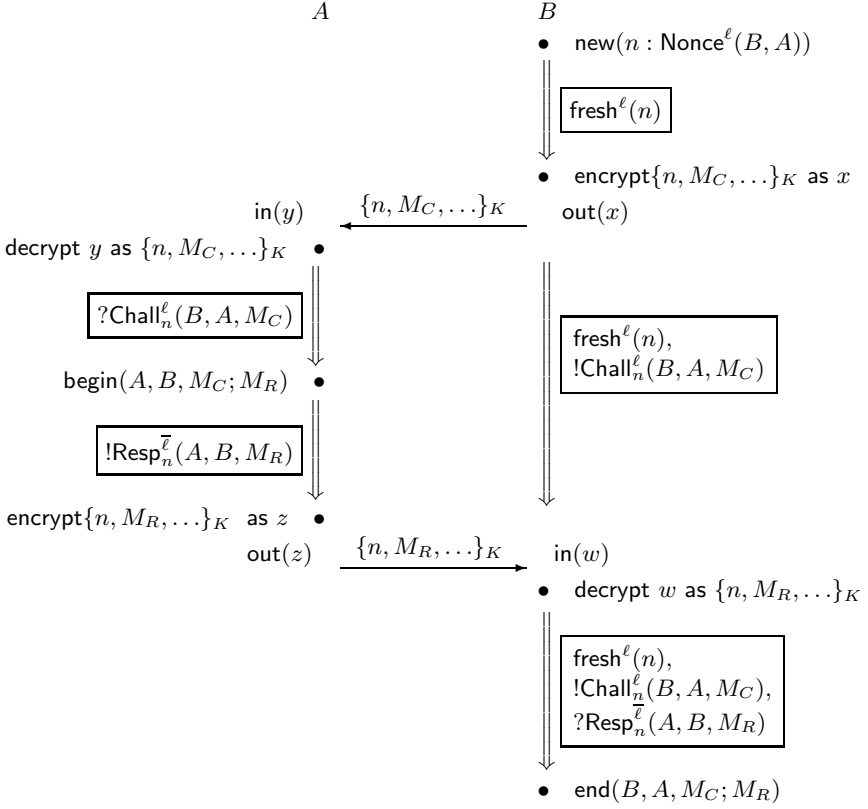 A B
new(n : Nonce^ℓ(B, A))
fresh^ℓ(n)
encrypt{n, M_C, …}_K as x
in(y) {n, M_C, …}_K out(x)
decrypt y as {n, M_C, …}_K
?Chall^ℓ_n(B, A, M_C)
fresh^ℓ(n),
!Chall^ℓ_n(B, A, M_C)
begin(A, B, M_C; M_R)
!Resp^ℓ̅_n(A, B, M_R)
encrypt{n, M_R, …}_K as z
out(z) {n, M_R, …}_K in(w)
decrypt w as {n, M_R, …}_K
fresh^ℓ(n),
!Chall^ℓ_n(B, A, M_C),
?Resp^ℓ̅_n(A, B, M_R)
end(B, A, M_C; M_R)